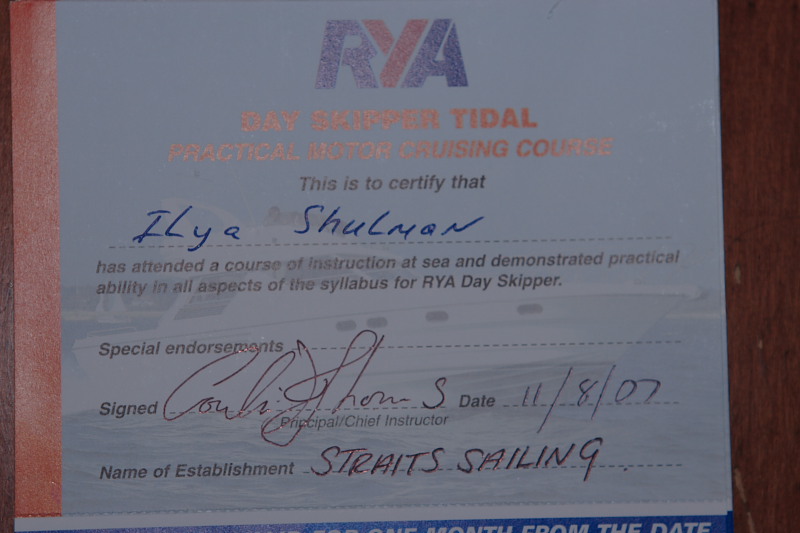 RYA
DAY SKIPPER TIDAL
PRACTICAL MOTOR CRUISING COURSE
This is to certify that
ILya Shulman
has attended a course of instruction at sea and demonstrated practical
ability in all aspects of the syllabus for RYA Day Skipper.
Special endorsements
Signed Date 11/8/07
Principal/Chief Instructor
Name of Establishment STRAITS SAILING.
FOR ONE MONTH FROM THE DATE